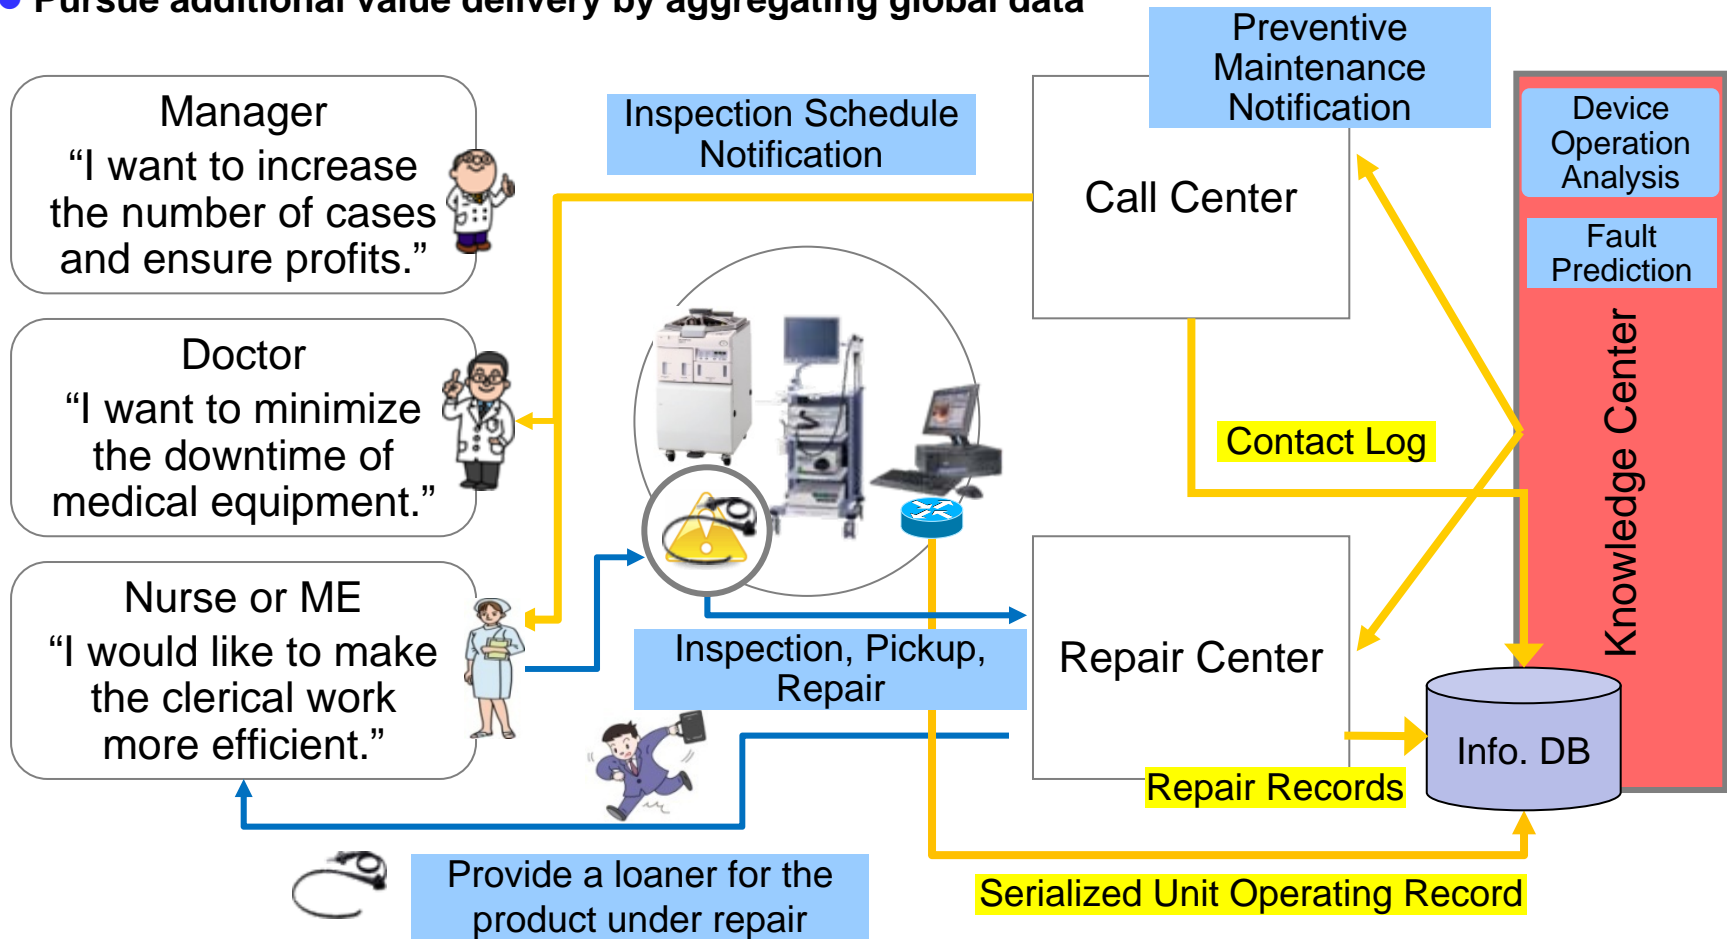 Pursue additional value delivery by aggregating global data
Preventive
Maintenance
Notification
Manager
“I want to increase
the number of cases
and ensure profits.”
Inspection Schedule
Notification
Call Center
Device
Operation
Analysis
Fault
Prediction
Knowledge Center
Doctor
“I want to minimize
the downtime of
medical equipment.”
Contact Log
Nurse or ME
“I would like to make
the clerical work
more efficient.”
Inspection, Pickup,
Repair
Repair Center
Info. DB
Repair Records
Provide a loaner for the
product under repair
Serialized Unit Operating Record